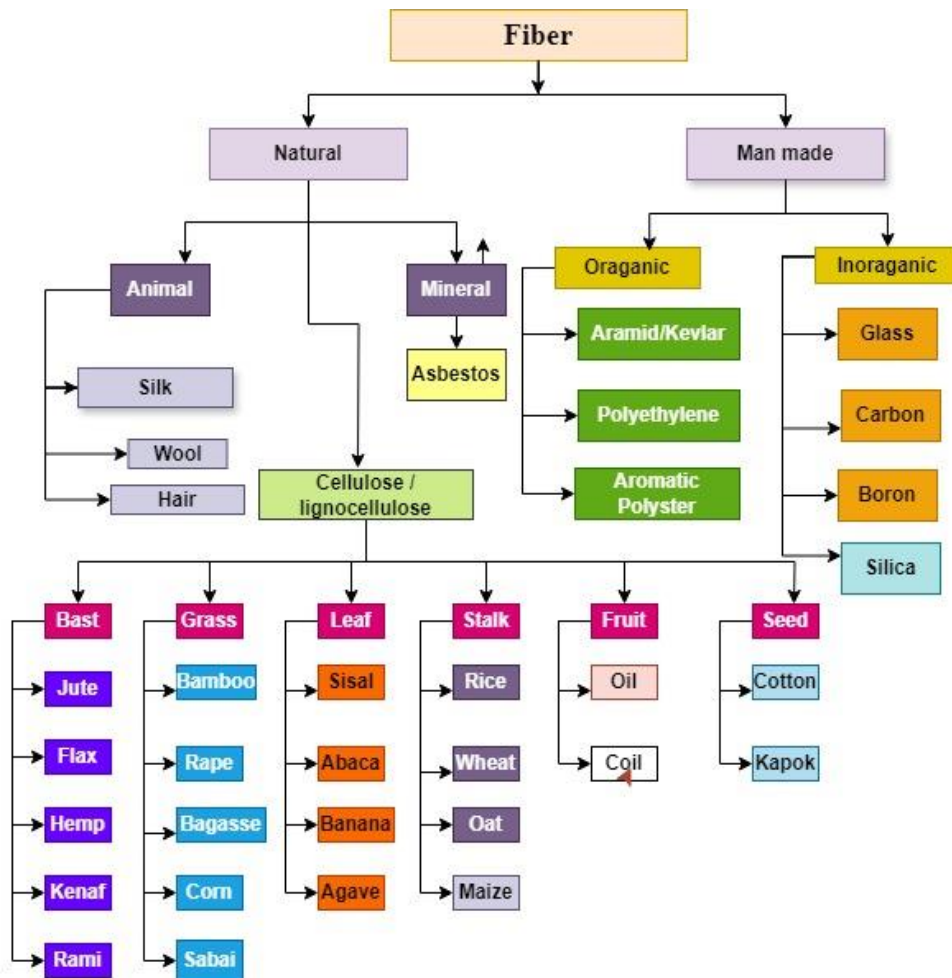 Fiber
Natural
Man made
Animal
Mineral
Oraganic
Inoraganic
Silk
Wool
Hair
Asbestos
Cellulose /
lignocellulose
Aramid/Kevlar
Polyethylene
Aromatic
Polyster
Glass
Carbon
Boron
Silica
Bast
Grass
Leaf
Stalk
Fruit
Seed
Jute
Bamboo
Sisal
Rice
Oil
Cotton
Flax
Rape
Abaca
Wheat
Coil
Kapok
Hemp
Bagasse
Banana
Oat
Kenaf
Corn
Agave
Maize
Rami
Sabai